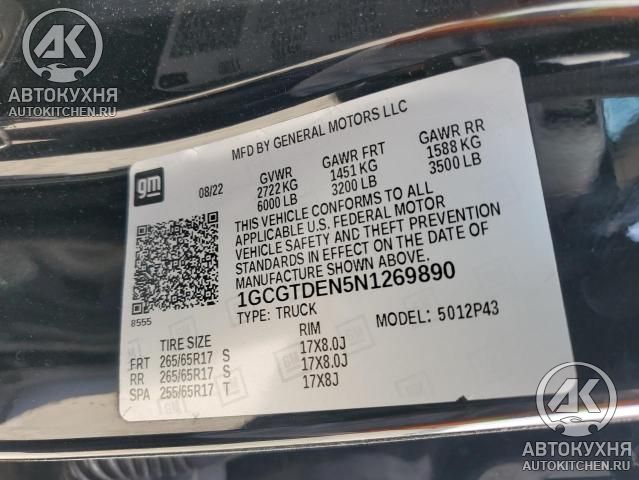 АК
АВТОКУХНЯ
AUTOKITCHEN.RU
gm
MFD BY GENERAL MOTORS LLC
08/22
GVWR GAWR FRT GAWR RR
2722 KG 1451 KG 1588 KG
6000 LB 3200 LB 3500 LB
THIS VEHICLE CONFORMS TO ALL
APPLICABLE U.S. FEDERAL MOTOR
VEHICLE SAFETY AND THEFT PREVENTION
STANDARDS IN EFFECT ON THE DATE OF
MANUFACTURE SHOWN ABOVE.
1GCGTDEN5N1269890
8555
TYPE: TRUCK MODEL: 5012P43
TIRE SIZE RIM
FRT 265/65R17 S 17X8.0J
RR 265/65R17 S 17X8.0J
SPA 255/65R17 T 17X8J
АК
АВТОКУХНЯ
AUTOKITCHEN.RU